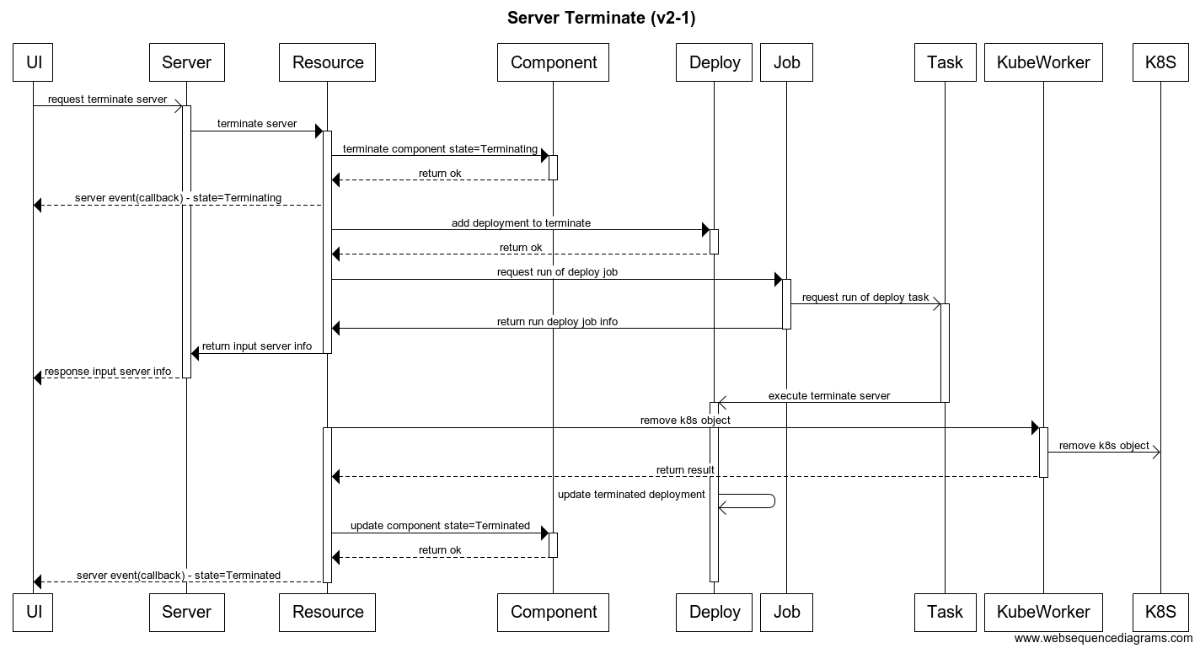 Server Terminate (v2-1)
UI Server Resource Component Deploy Job Task KubeWorker K8S
request terminate server
terminate server
terminate component state=Terminating
return ok
server event(callback) - state=Terminating
add deployment to terminate
return ok
request run of deploy job
request run of deploy task
return run deploy job info
return input server info
response input server info
execute terminate server
remove k8s object
remove k8s object
return result
update terminated deployment
update component state=Terminated
return ok
server event(callback) - state=Terminated
UI Server Resource Component Deploy Job Task KubeWorker K8S
www.websequencediagrams.com